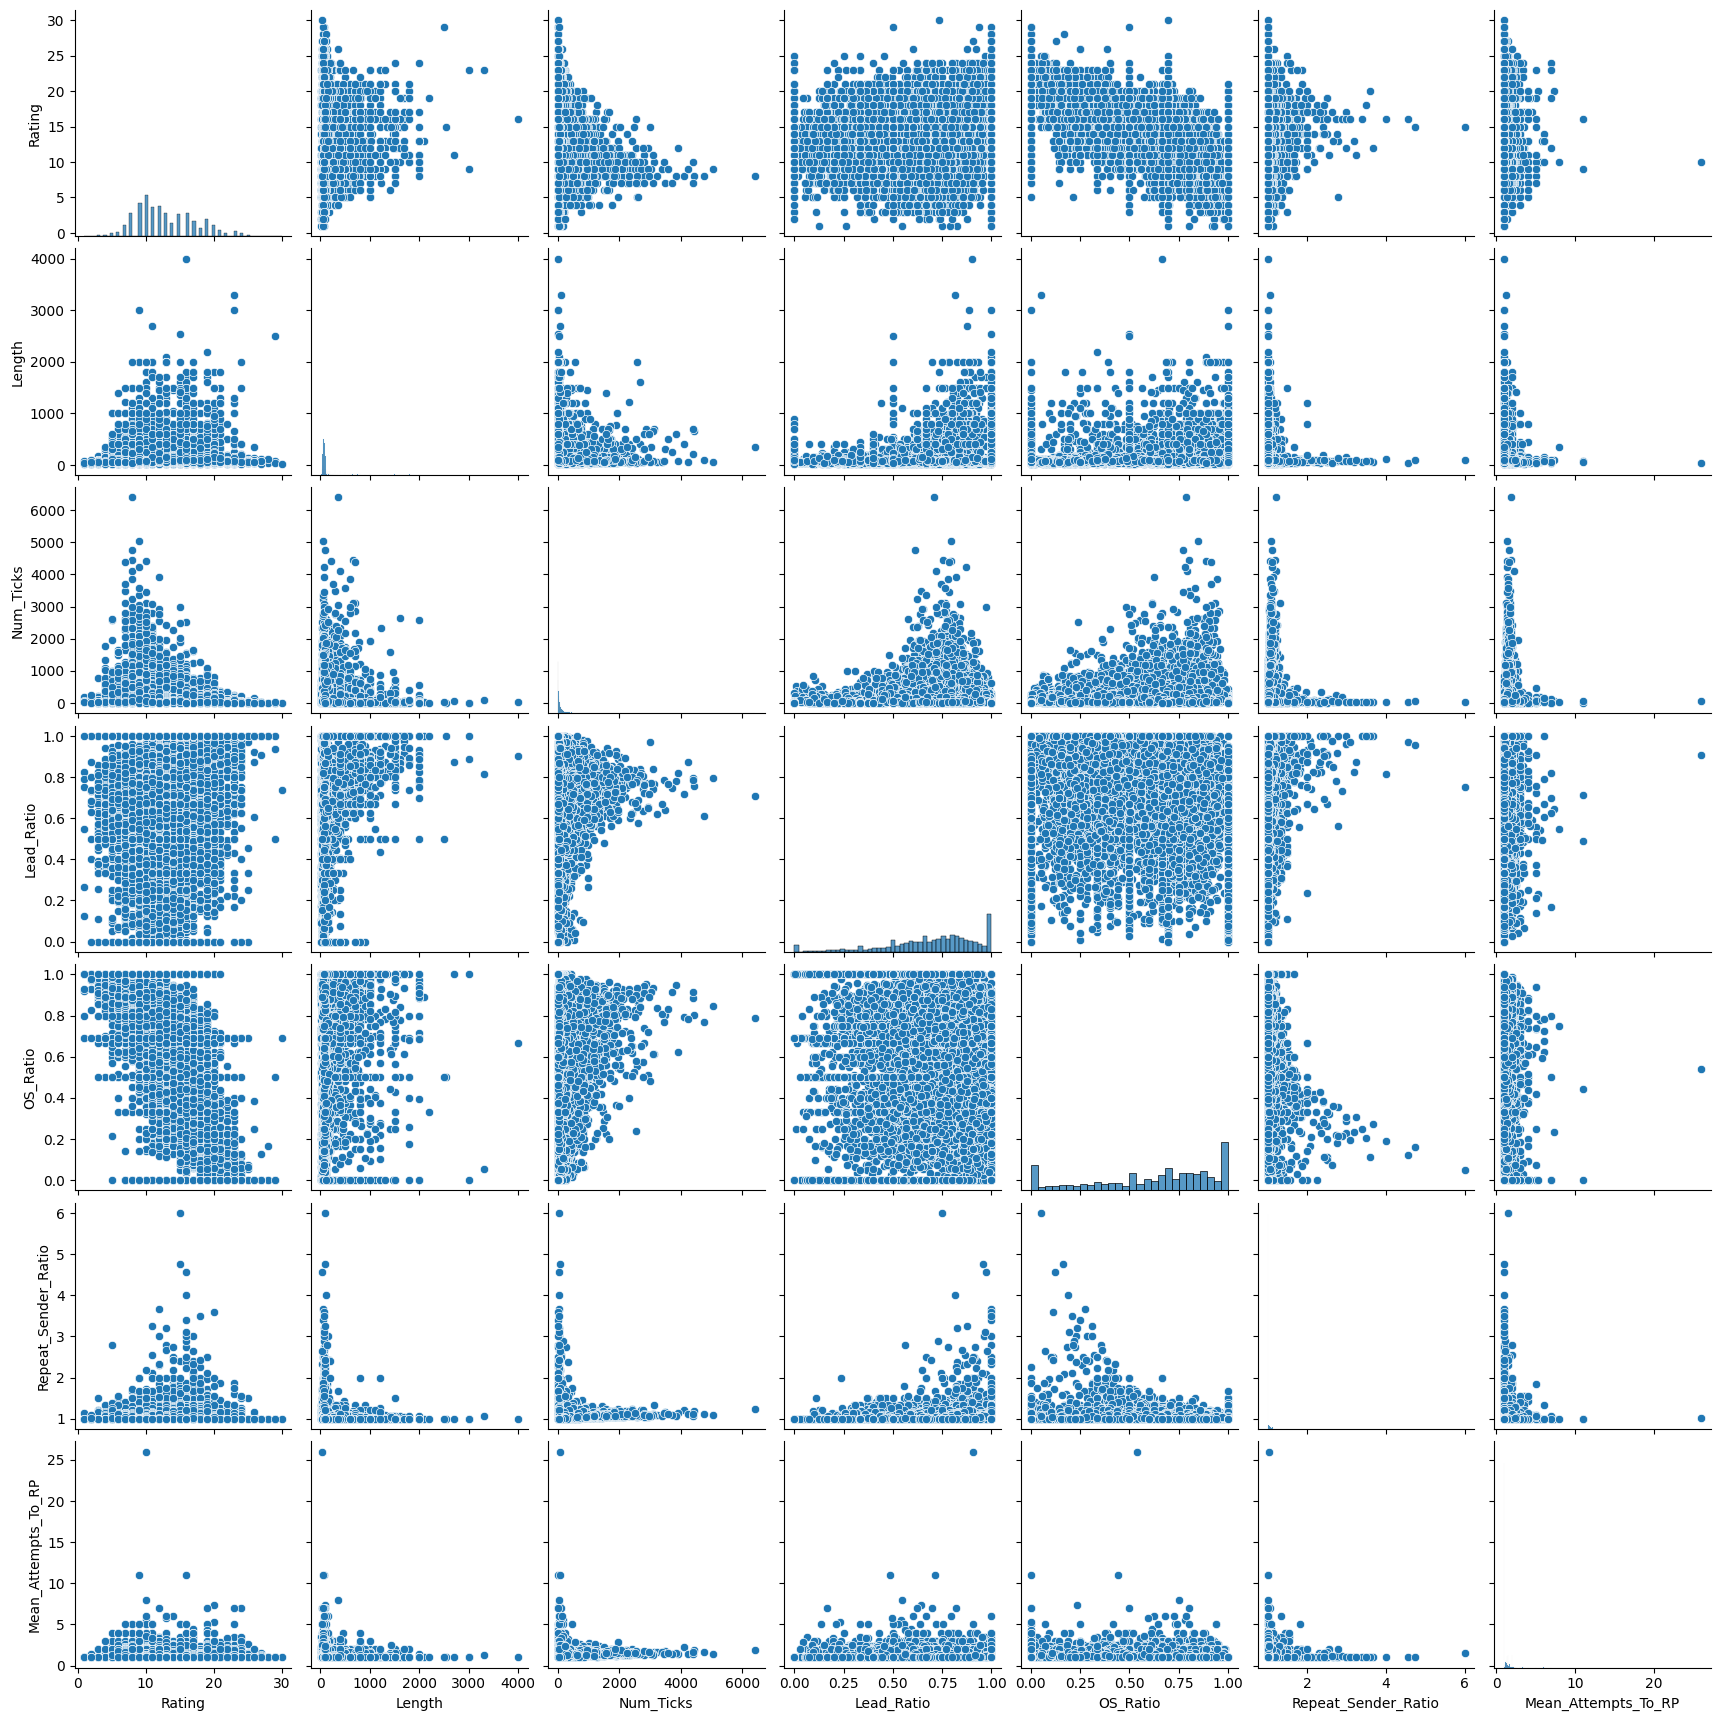 30
25
20
15
10
5
0
Rating
4000
3000
2000
1000
0
Length
6000
5000
4000
3000
2000
1000
0
Num_Ticks
1.0
0.8
0.6
0.4
0.2
0.0
Lead_Ratio
1.0
0.8
0.6
0.4
0.2
0.0
OS_Ratio
6
5
4
3
2
1
Repeat_Sender_Ratio
25
20
15
10
5
0
Mean_Attempts_To_RP
0 10 20 30
Rating
0 1000 2000 3000 4000
Length
0 2000 4000 6000
Num_Ticks
0.00 0.25 0.50 0.75 1.00
Lead_Ratio
0.00 0.25 0.50 0.75 1.00
OS_Ratio
2 4 6
Repeat_Sender_Ratio
0 10 20
Mean_Attempts_To_RP